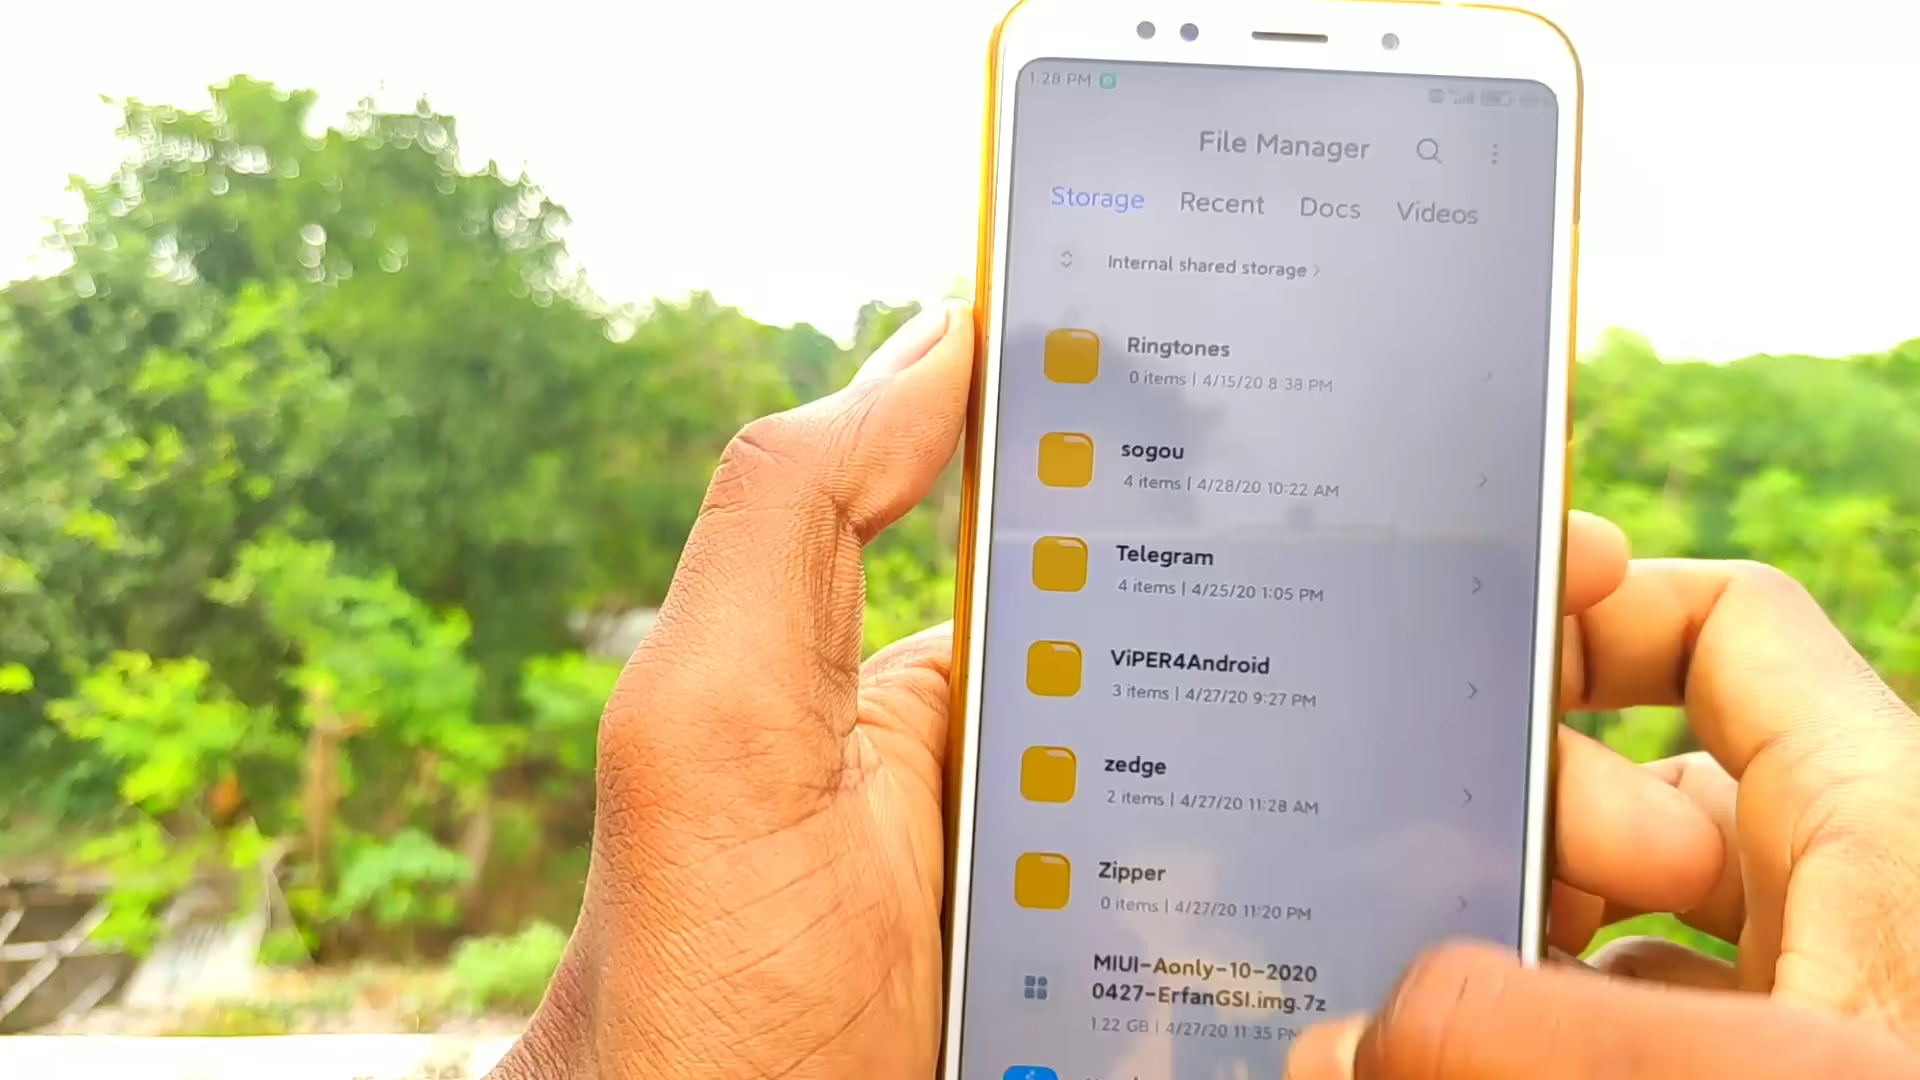 1:28 PM
File Manager
Storage Recent Docs Videos
Internal shared storage >
Ringtones
0 items | 4/15/20 8:38 PM
sogou
4 items | 4/28/20 10:22 AM
Telegram
4 items | 4/25/20 1:05 PM
ViPER4Android
3 items | 4/27/20 9:27 PM
zedge
2 items | 4/27/20 11:28 AM
Zipper
0 items | 4/27/20 11:20 PM
MIUI-Aonly-10-2020
0427-ErfanGSI.img.7z
1.22 GB | 4/27/20 11:35 PM